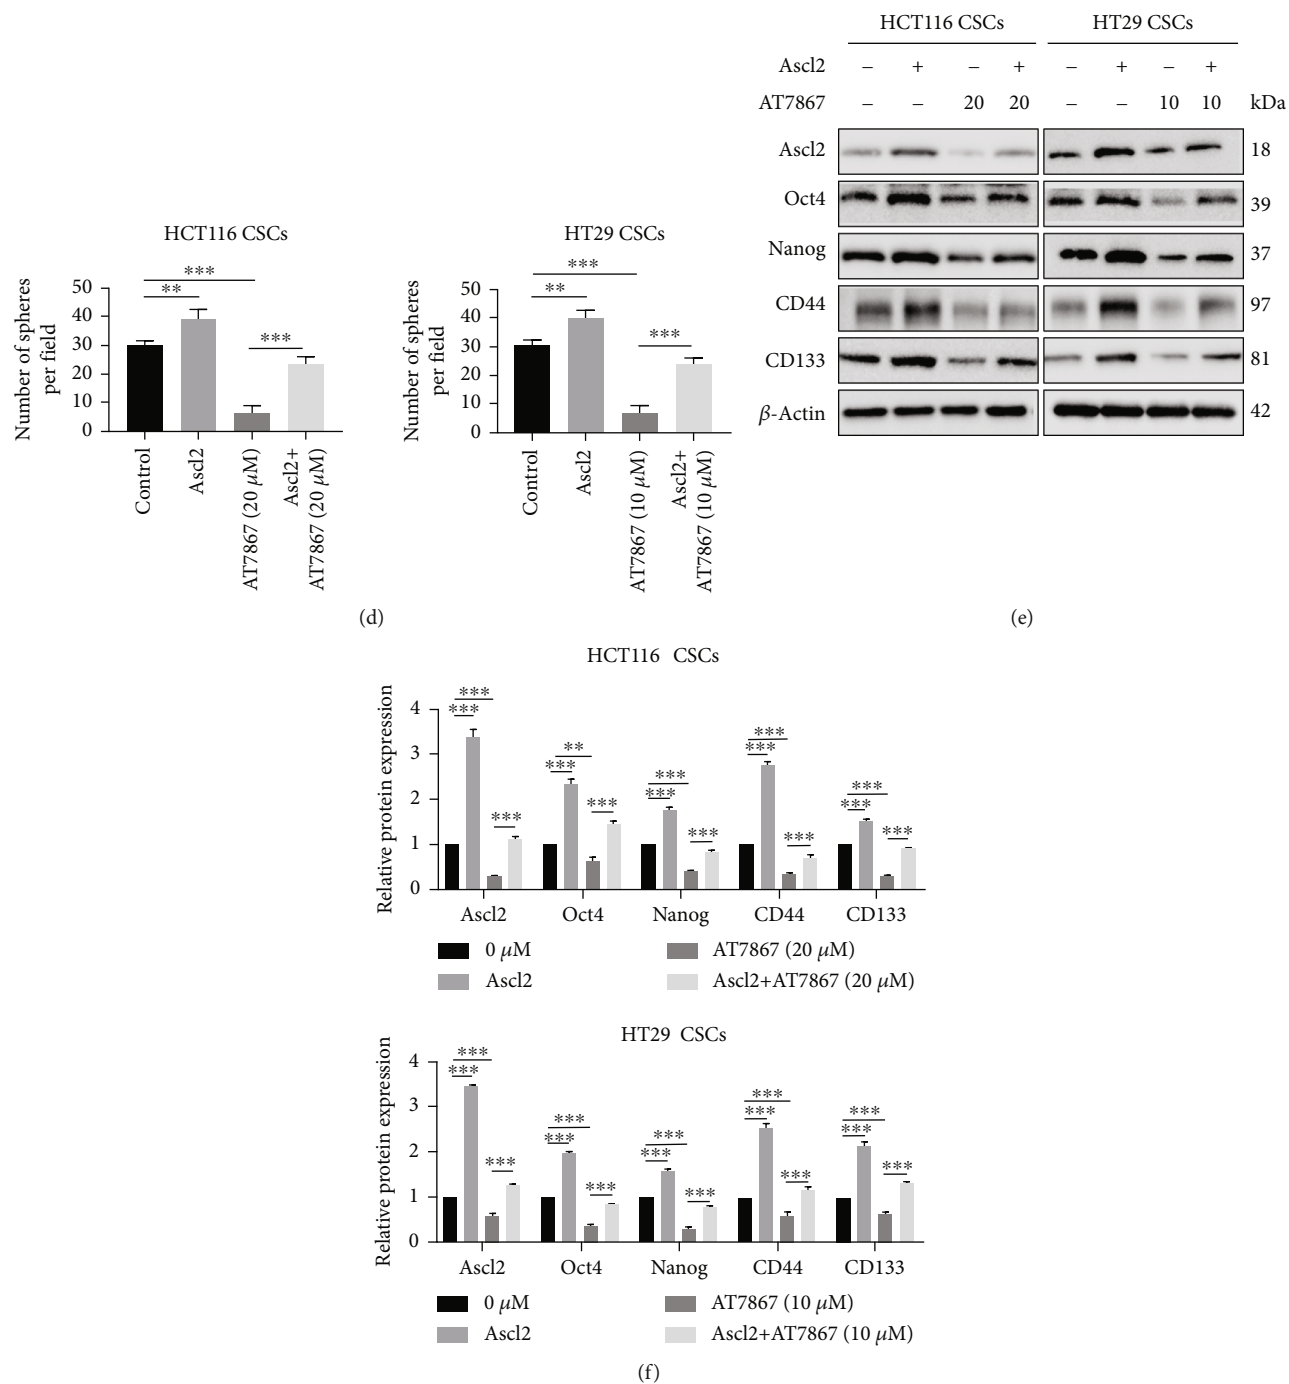 HCT116 CSCs
Number of spheres
per field
50
40
30
20
10
0
***
**
***
Control
Ascl2
AT7867 (20 μM)
Ascl2+
AT7867 (20 μM)
HT29 CSCs
Number of spheres
per field
50
40
30
20
10
0
***
**
***
Control
Ascl2
AT7867 (10 μM)
Ascl2+
AT7867 (10 μM)
(d)
HCT116 CSCs HT29 CSCs
Ascl2 – + – + – + – +
AT7867 – – 20 20 – – 10 10 kDa
Ascl2 18
Oct4 39
Nanog 37
CD44 97
CD133 81
β-Actin 42
(e)
HCT116 CSCs
Relative protein expression
4
3
2
1
0
*** *** ***
** *** ***
*** *** ***
*** *** ***
*** *** ***
Ascl2 Oct4 Nanog CD44 CD133
0 μM AT7867 (20 μM)
Ascl2 Ascl2+AT7867 (20 μM)
HT29 CSCs
Relative protein expression
4
3
2
1
0
*** *** ***
*** *** ***
*** *** ***
*** *** ***
*** *** ***
Ascl2 Oct4 Nanog CD44 CD133
0 μM AT7867 (10 μM)
Ascl2 Ascl2+AT7867 (10 μM)
(f)